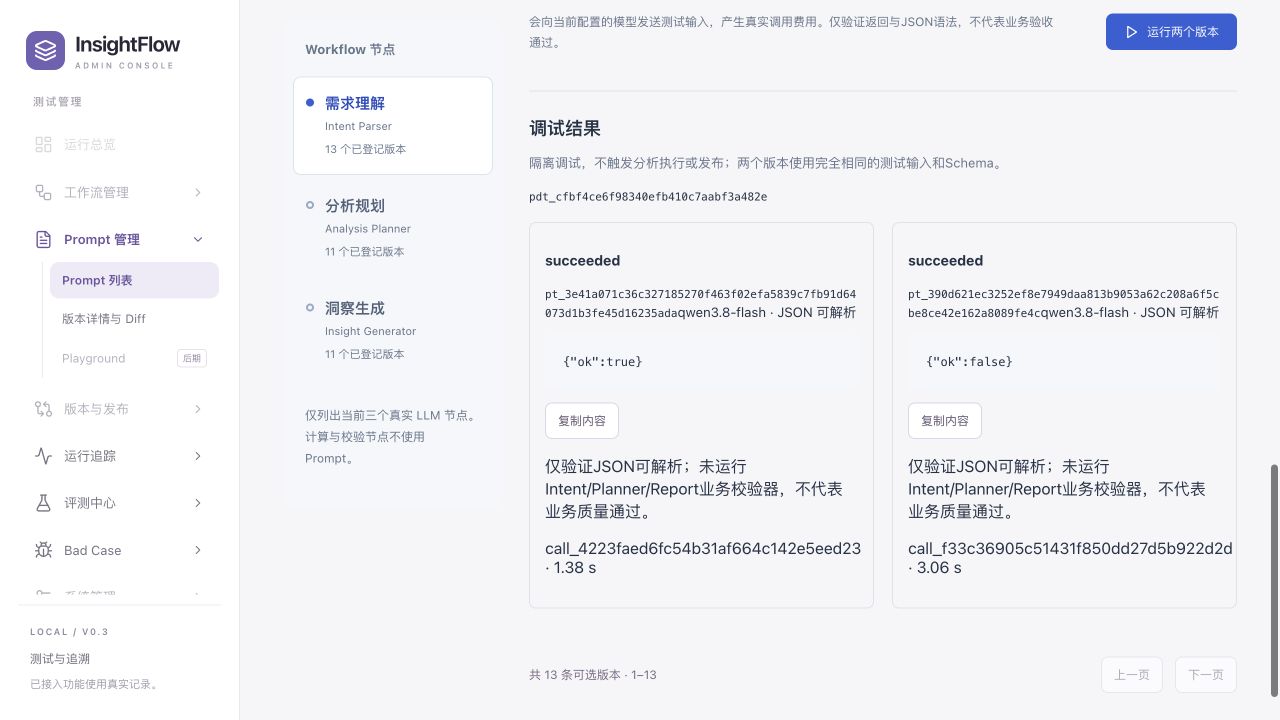 InsightFlow
ADMIN CONSOLE
测试管理
运行总览
工作流管理
Prompt 管理
Prompt 列表
版本详情与 Diff
Playground
后期
版本与发布
运行追踪
评测中心
Bad Case
系统管理
LOCAL / V0.3
测试与追溯
已接入功能使用真实记录。
Workflow 节点
需求理解
Intent Parser
13 个已登记版本
分析规划
Analysis Planner
11 个已登记版本
洞察生成
Insight Generator
11 个已登记版本
仅列出当前三个真实 LLM 节点。
计算与校验节点不使用
Prompt。
会向当前配置的模型发送测试输入，产生真实调用费用。仅验证返回与JSON语法，不代表业务验收
通过。
运行两个版本
调试结果
隔离调试，不触发分析执行或发布；两个版本使用完全相同的测试输入和Schema。
pdt_cfbf4ce6f98340efb410c7aabf3a482e
succeeded
pt_3e41a071c36c327185270f463f02efa5839c7fb91d64
073d1b3fe45d16235adaqwen3.8-flash · JSON 可解析
{"ok":true}
复制内容
仅验证JSON可解析；未运行
Intent/Planner/Report业务校验器，不代表
业务质量通过。
call_4223faed6fc54b31af664c142e5eed23
· 1.38 s
succeeded
pt_390d621ec3252ef8e7949daa813b9053a62c208a6f5c
be8ce42e162a8089fe4cqwen3.8-flash · JSON 可解析
{"ok":false}
复制内容
仅验证JSON可解析；未运行
Intent/Planner/Report业务校验器，不代表
业务质量通过。
call_f33c36905c51431f850dd27d5b922d2d
· 3.06 s
共 13 条可选版本 · 1–13
上一页
下一页